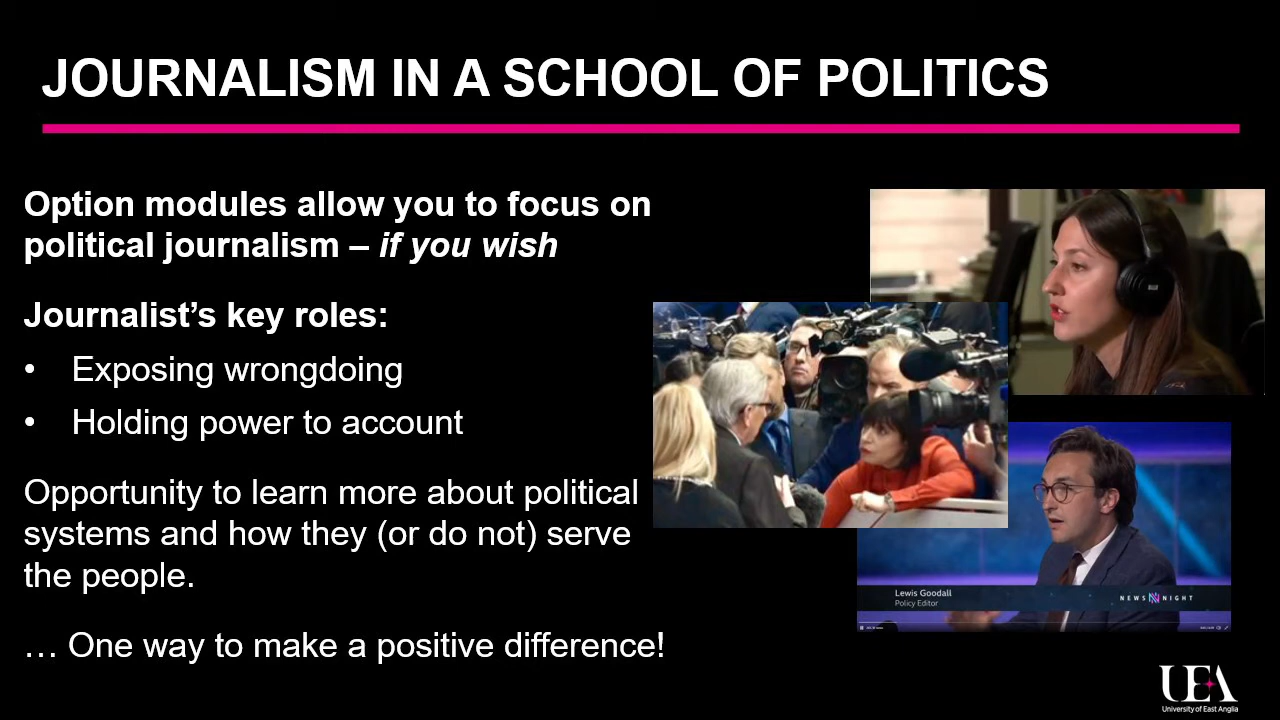 JOURNALISM IN A SCHOOL OF POLITICS
Option modules allow you to focus on
political journalism – if you wish
Journalist’s key roles:
• Exposing wrongdoing
• Holding power to account
Opportunity to learn more about political
systems and how they (or do not) serve
the people.
… One way to make a positive difference!
Lewis Goodall
Policy Editor
NEWSNIGHT
UEA
University of East Anglia